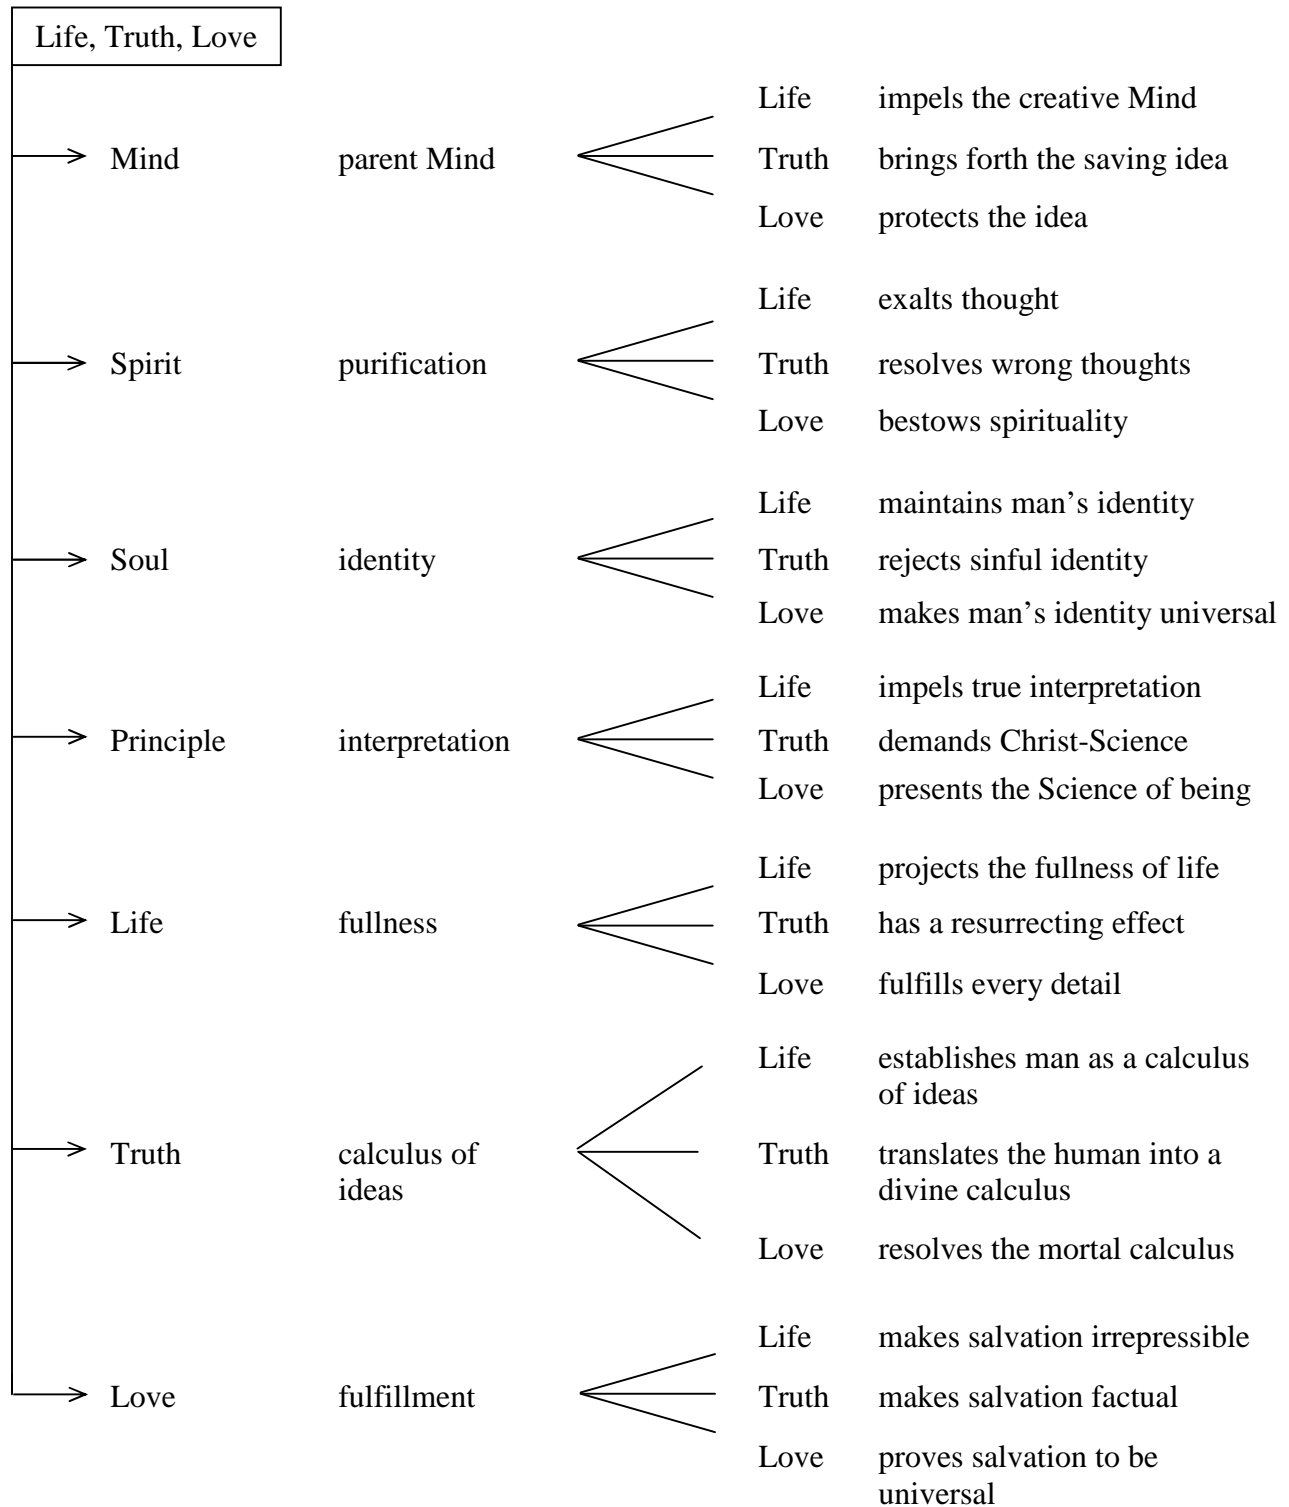 Life, Truth, Love
Life impels the creative Mind
Mind parent Mind Truth brings forth the saving idea
Love protects the idea
Life exalts thought
Spirit purification Truth resolves wrong thoughts
Love bestows spirituality
Life maintains man’s identity
Soul identity Truth rejects sinful identity
Love makes man’s identity universal
Life impels true interpretation
Principle interpretation Truth demands Christ-Science
Love presents the Science of being
Life projects the fullness of life
Life fullness Truth has a resurrecting effect
Love fulfills every detail
Life establishes man as a calculus
of ideas
Truth calculus of Truth translates the human into a
ideas divine calculus
Love resolves the mortal calculus
Life makes salvation irrepressible
Love fulfillment Truth makes salvation factual
Love proves salvation to be
universal